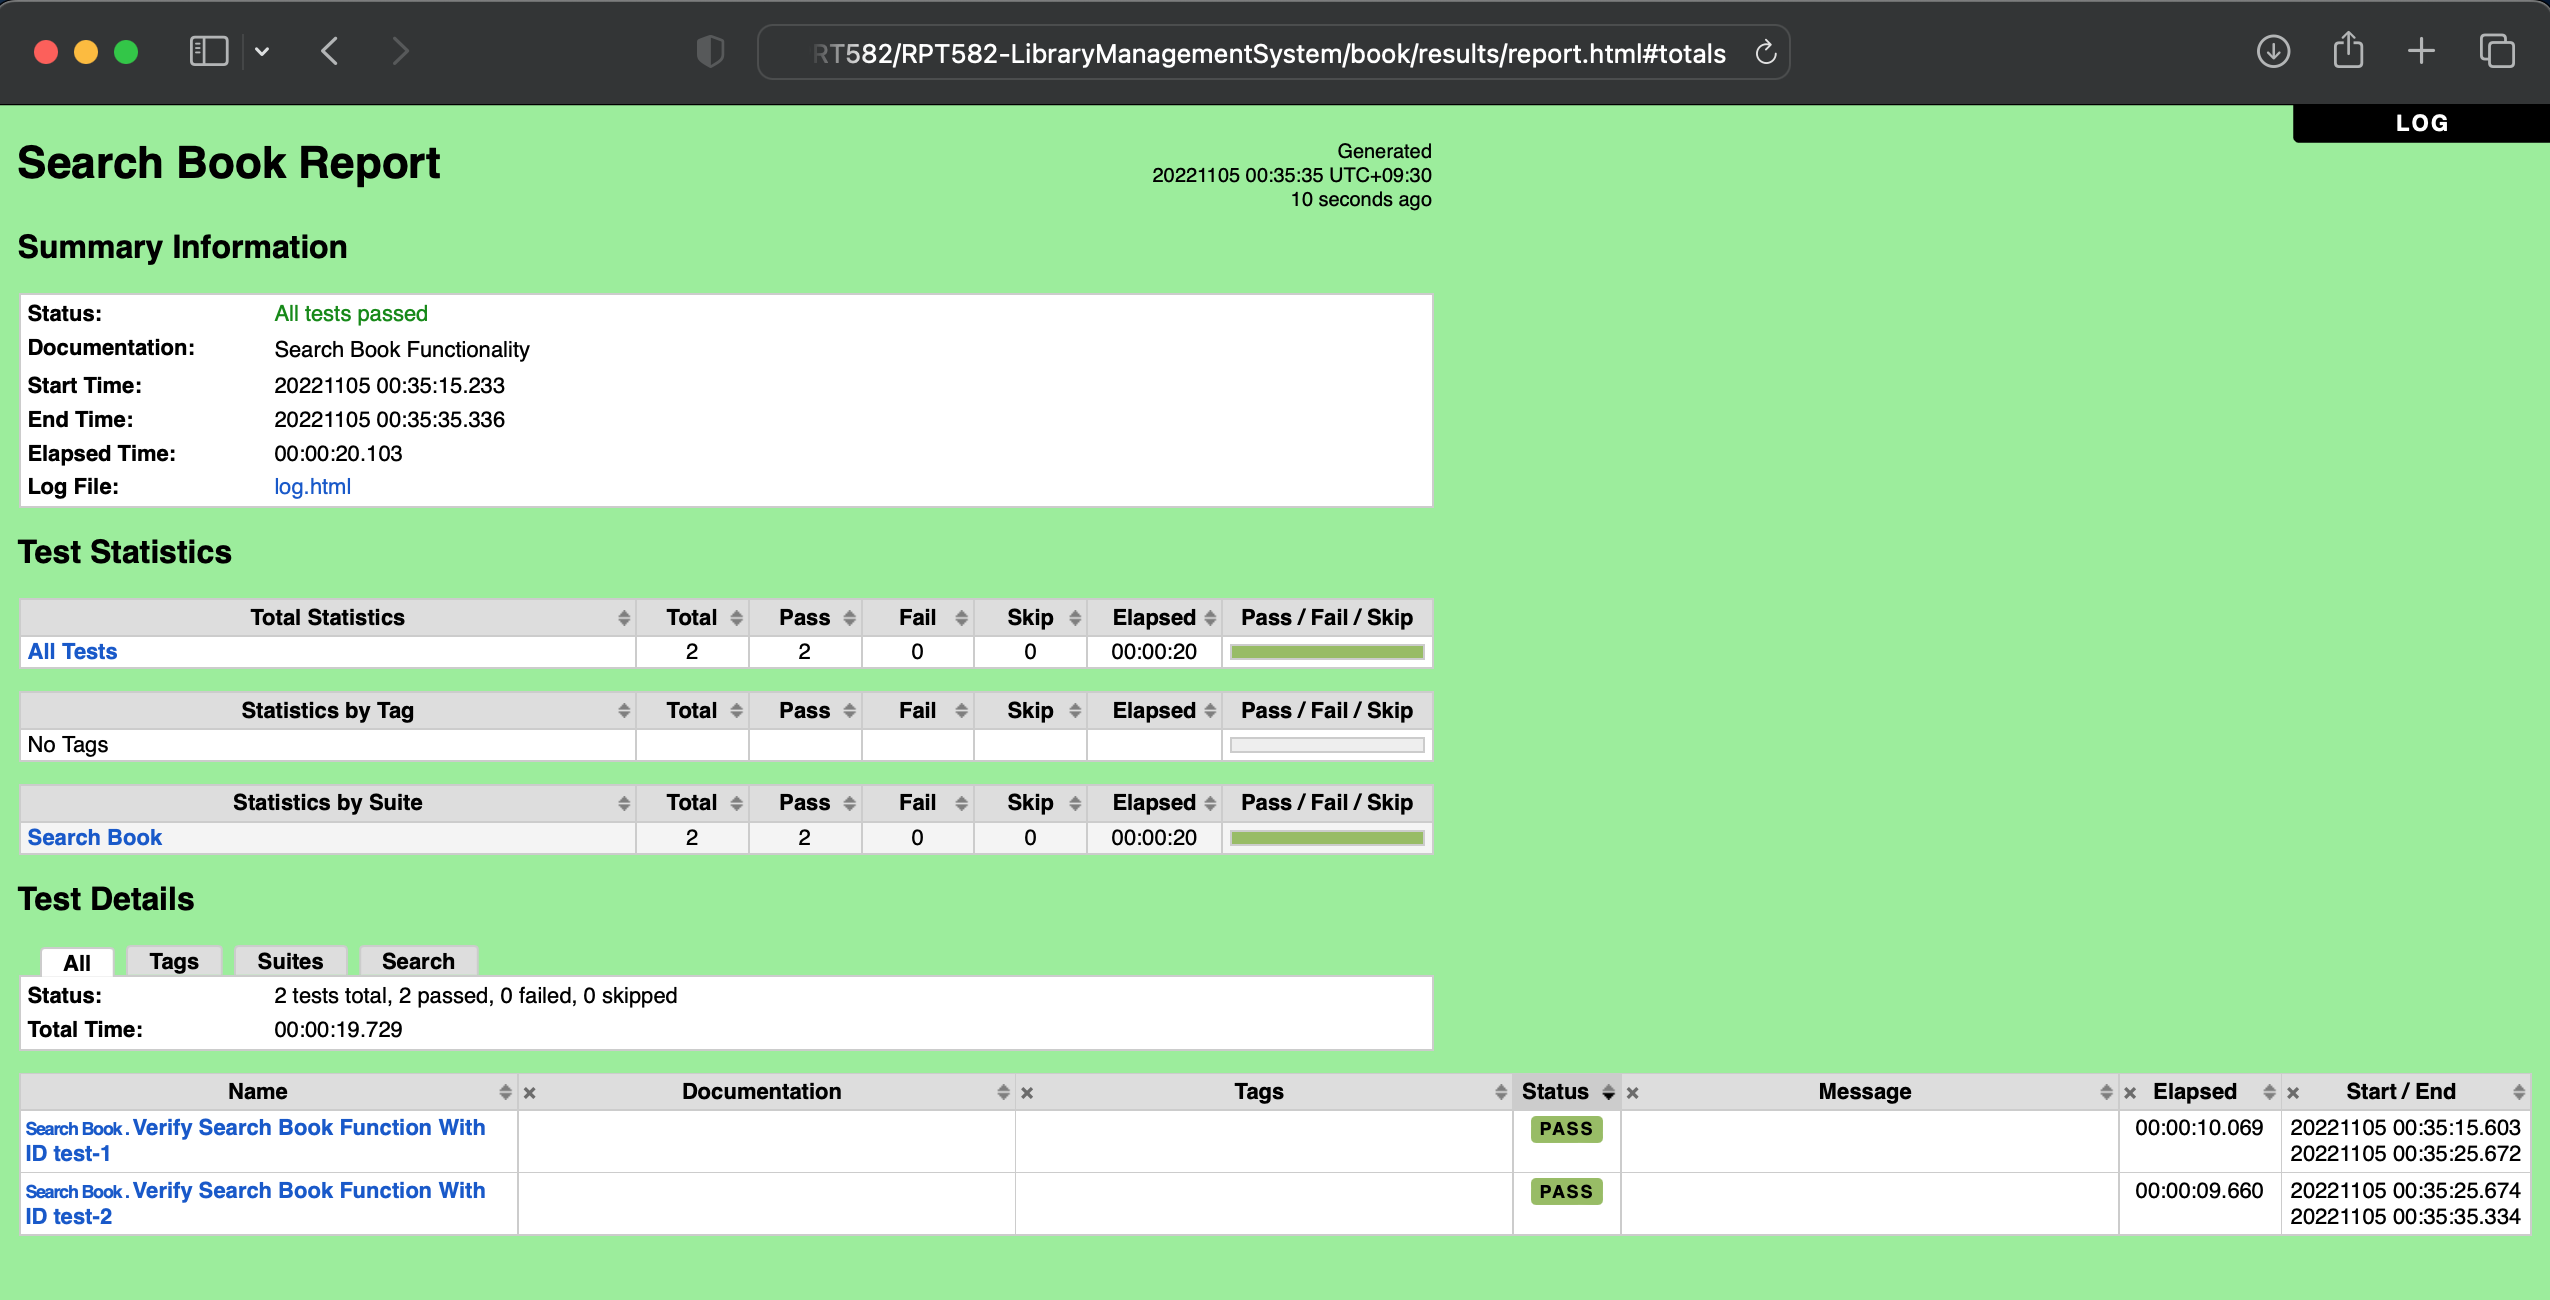 RT582/RPT582-LibraryManagementSystem/book/results/report.html#totals
LOG
Search Book Report
Generated
20221105 00:35:35 UTC+09:30
10 seconds ago
Summary Information
Status: All tests passed
Documentation: Search Book Functionality
Start Time: 20221105 00:35:15.233
End Time: 20221105 00:35:35.336
Elapsed Time: 00:00:20.103
Log File: log.html
Test Statistics
Total Statistics Total Pass Fail Skip Elapsed Pass / Fail / Skip
All Tests 2 2 0 0 00:00:20
Statistics by Tag Total Pass Fail Skip Elapsed Pass / Fail / Skip
No Tags
Statistics by Suite Total Pass Fail Skip Elapsed Pass / Fail / Skip
Search Book 2 2 0 0 00:00:20
Test Details
All Tags Suites Search
Status: 2 tests total, 2 passed, 0 failed, 0 skipped
Total Time: 00:00:19.729
Name × Documentation × Tags Status × Message × Elapsed × Start / End
Search Book . Verify Search Book Function With PASS 00:00:10.069 20221105 00:35:15.603
ID test-1 20221105 00:35:25.672
Search Book . Verify Search Book Function With PASS 00:00:09.660 20221105 00:35:25.674
ID test-2 20221105 00:35:35.334